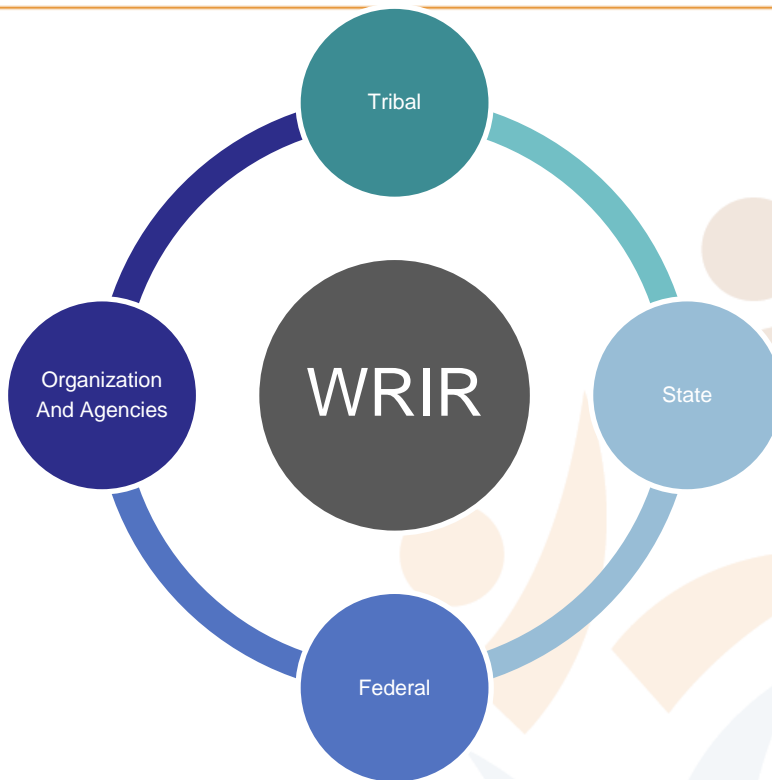 Tribal
Organization
And Agencies
WRIR
State
Federal